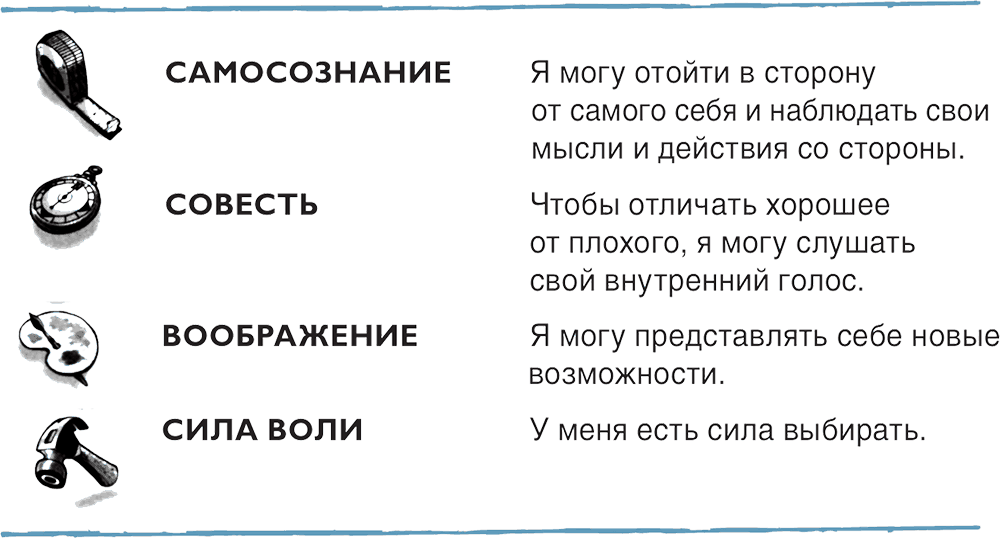 САМОСОЗНАНИЕ
Я могу отойти в сторону
от самого себя и наблюдать свои
мысли и действия со стороны.
СОВЕСТЬ
Чтобы отличать хорошее
от плохого, я могу слушать
свой внутренний голос.
ВООБРАЖЕНИЕ
Я могу представлять себе новые
возможности.
СИЛА ВОЛИ
У меня есть сила выбирать.